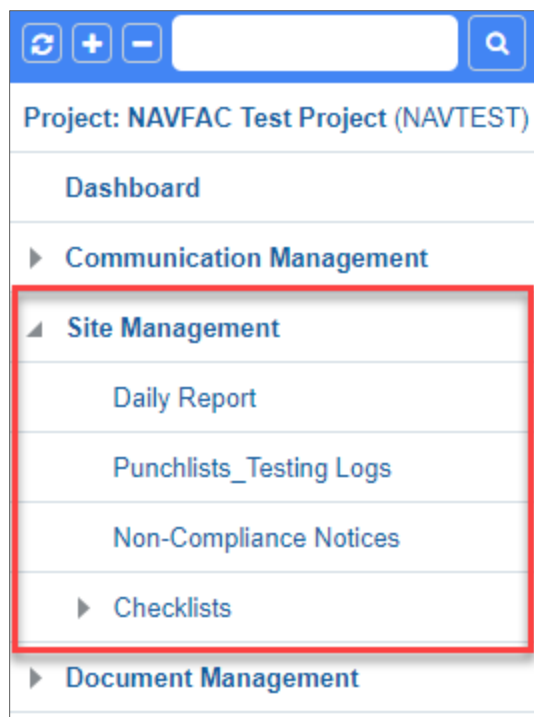 Project: NAVFAC Test Project (NAVTEST)
Dashboard
Communication Management
Site Management
Daily Report
Punchlists_Testing Logs
Non-Compliance Notices
Checklists
Document Management